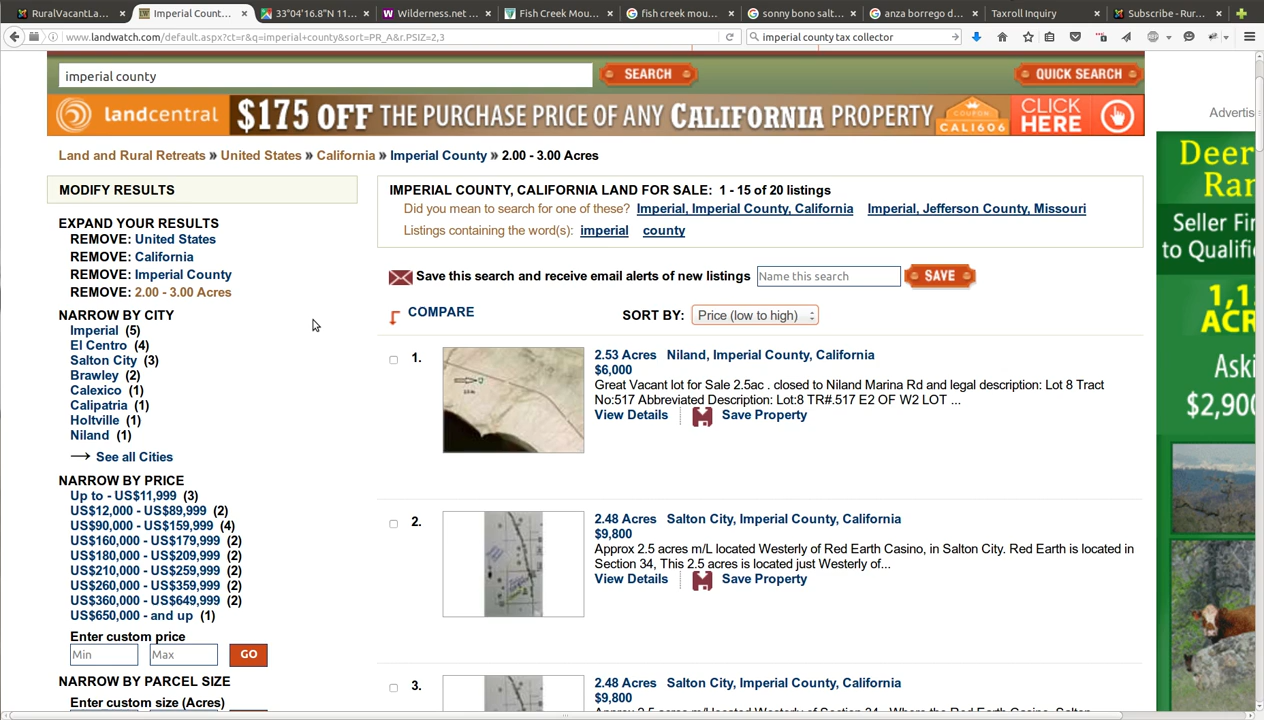 RuralVacantLa...
Imperial Count...
33°04'16.8"N 11...
Wilderness.net ...
Fish Creek Mou...
fish creek mou...
sonny bono salt...
anza borrego d...
Taxroll Inquiry
Subscribe - Rur...
www.landwatch.com/default.aspx?ct=r&q=imperial+county&sort=PR_A&r.PSIZ=2,3
imperial county tax collector
imperial county
SEARCH
QUICK SEARCH
landcentral
$175 OFF THE PURCHASE PRICE OF ANY CALIFORNIA PROPERTY
COUPON
CALI606
CLICK
HERE
Advertis
Land and Rural Retreats » United States » California » Imperial County » 2.00 - 3.00 Acres
MODIFY RESULTS
EXPAND YOUR RESULTS
REMOVE: United States
REMOVE: California
REMOVE: Imperial County
REMOVE: 2.00 - 3.00 Acres
NARROW BY CITY
Imperial (5)
El Centro (4)
Salton City (3)
Brawley (2)
Calexico (1)
Calipatria (1)
Holtville (1)
Niland (1)
See all Cities
NARROW BY PRICE
Up to - US$11,999 (3)
US$12,000 - US$89,999 (2)
US$90,000 - US$159,999 (4)
US$160,000 - US$179,999 (2)
US$180,000 - US$209,999 (2)
US$210,000 - US$259,999 (2)
US$260,000 - US$359,999 (2)
US$360,000 - US$649,999 (2)
US$650,000 - and up (1)
Enter custom price
Min Max GO
NARROW BY PARCEL SIZE
Enter custom size (Acres)
IMPERIAL COUNTY, CALIFORNIA LAND FOR SALE: 1 - 15 of 20 listings
Did you mean to search for one of these? Imperial, Imperial County, California Imperial, Jefferson County, Missouri
Listings containing the word(s): imperial county
Save this search and receive email alerts of new listings Name this search SAVE
COMPARE
SORT BY: Price (low to high)
1.
2.53 Acres Niland, Imperial County, California
$6,000
Great Vacant lot for Sale 2.5ac . closed to Niland Marina Rd and legal description: Lot 8 Tract
No:517 Abbreviated Description: Lot:8 TR#.517 E2 OF W2 LOT ...
View Details Save Property
2.
2.48 Acres Salton City, Imperial County, California
$9,800
Approx 2.5 acres m/L located Westerly of Red Earth Casino, in Salton City. Red Earth is located in
Section 34, This 2.5 acres is located just Westerly of...
View Details Save Property
3.
2.48 Acres Salton City, Imperial County, California
$9,800
Deer
Ran
Seller Fin
to Qualifi
1,1
ACR
Aski
$2,900